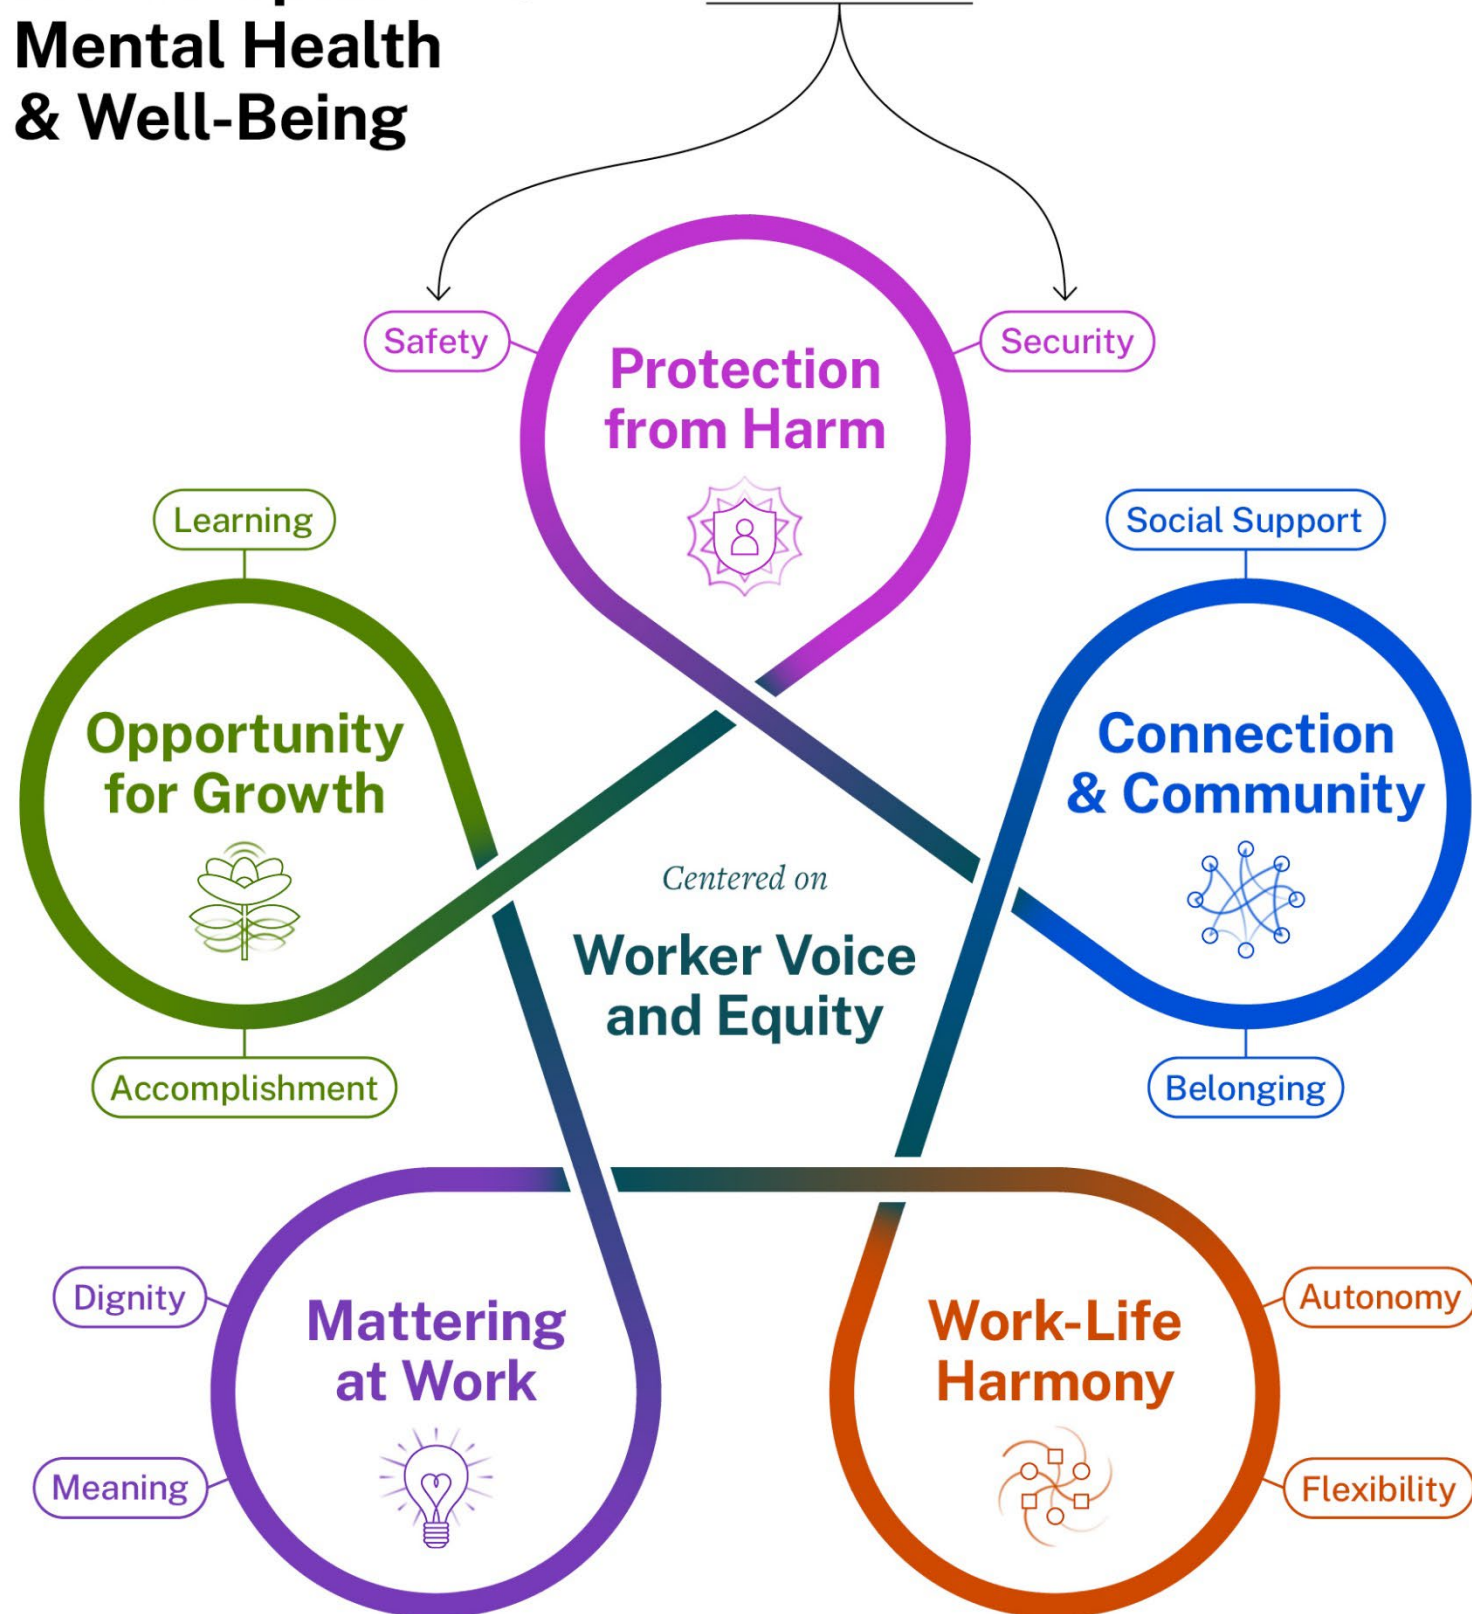 Mental Health
& Well-Being
Safety
Security
Protection
from Harm
Learning
Social Support
Opportunity
for Growth
Connection
& Community
Centered on
Worker Voice
and Equity
Accomplishment
Belonging
Dignity
Autonomy
Mattering
at Work
Work-Life
Harmony
Meaning
Flexibility